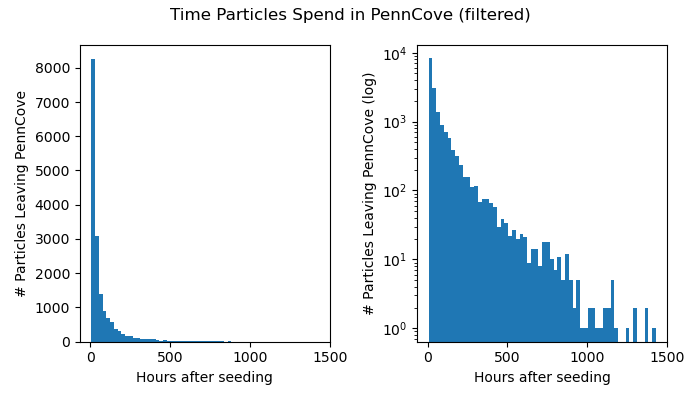 Time Particles Spend in PennCove (filtered)
# Particles Leaving PennCove
8000
7000
6000
5000
4000
3000
2000
1000
0
0 500 1000 1500
Hours after seeding
# Particles Leaving PennCove (log)
10⁴
10³
10²
10¹
10⁰
0 500 1000 1500
Hours after seeding